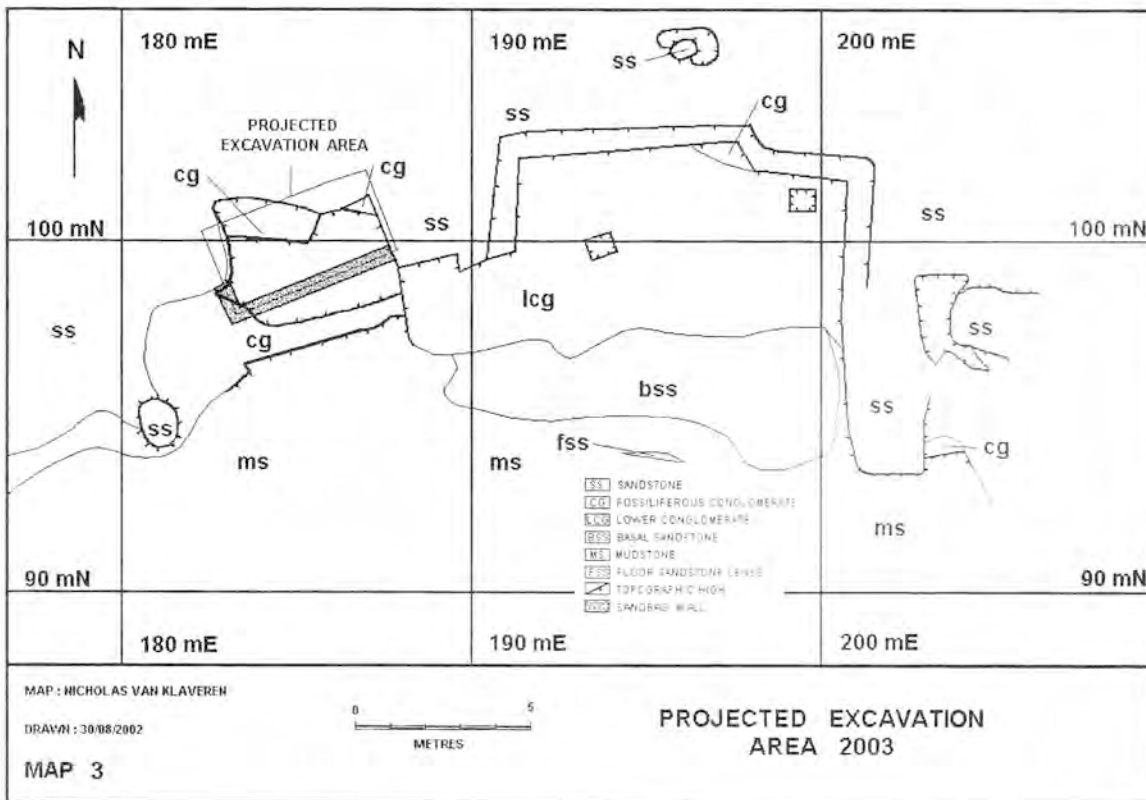 180 mE
190 mE
200 mE
N
ss
ss
cg
PROJECTED
EXCAVATION AREA
cg
cg
ss
ss
100 mN
100 mN
lcg
ss
ss
cg
bss
ss
ss
fss
cg
ms
ms
ms
SS SANDSTONE
CG FOSSILIFEROUS CONGLOMERATE
LCG LOWER CONGLOMERATE
BSS BASAL SANDSTONE
MS MUDSTONE
FSS FLOOR SANDSTONE LENSE
TOPOGRAPHIC HIGH
SANDBAG WALL
90 mN
90 mN
180 mE
190 mE
200 mE
MAP : NICHOLAS VAN KLAVEREN
DRAWN : 30/08/2002
MAP 3
0 5
METRES
PROJECTED EXCAVATION
AREA 2003